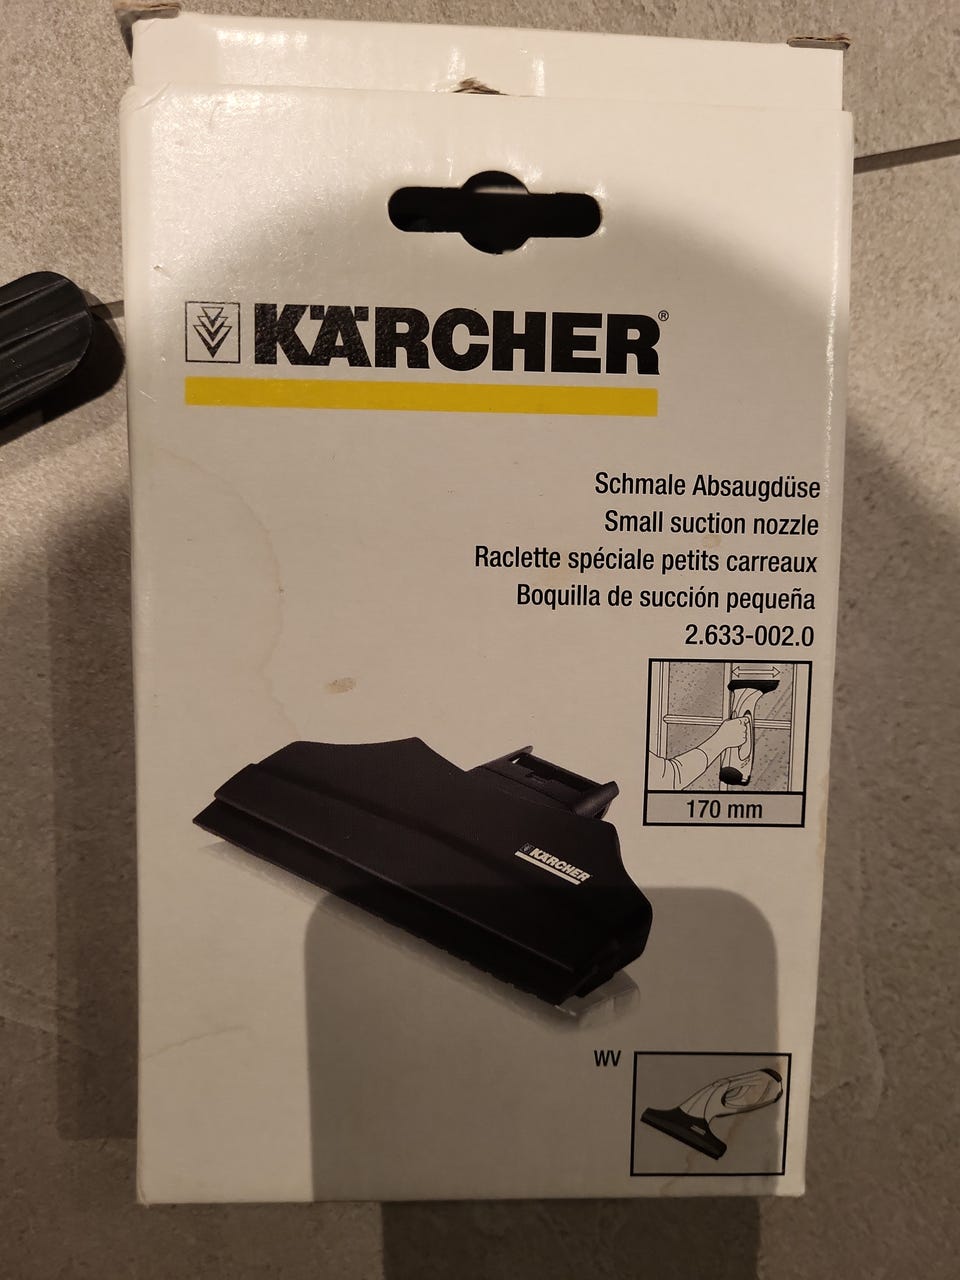 KÄRCHER®
Schmale Absaugdüse
Small suction nozzle
Raclette spéciale petits carreaux
Boquilla de succión pequeña
2.633-002.0
170 mm
KÄRCHER
WV